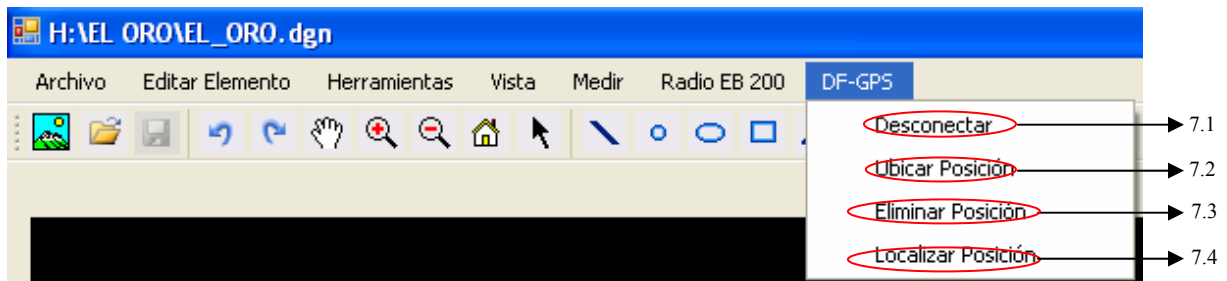 H:\EL ORO\EL_ORO.dgn
Archivo Editar Elemento Herramientas Vista Medir Radio EB 200 DF-GPS
Desconectar 7.1
Ubicar Posición 7.2
Eliminar Posición 7.3
Localizar Posición 7.4